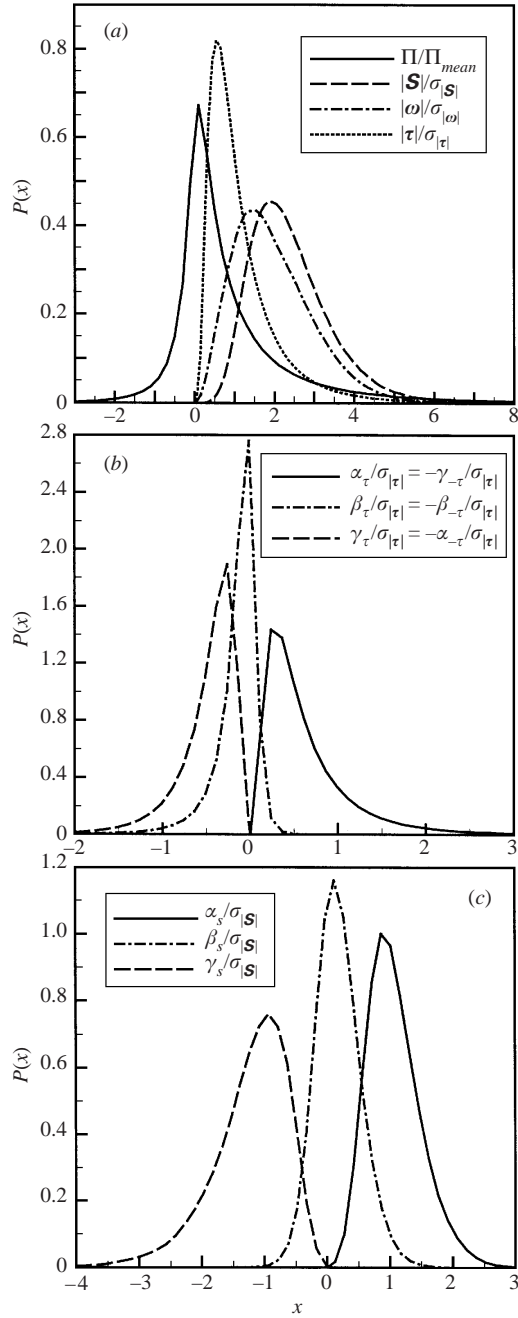 (a)
Π/Π_mean
|S|/σ_|S|
|ω|/σ_|ω|
|τ|/σ_|τ|
0.8
0.6
0.4
0.2
0
P(x)
−2 0 2 4 6 8
(b)
α_τ/σ_|τ| = −γ_−τ/σ_|τ|
β_τ/σ_|τ| = −β_−τ/σ_|τ|
γ_τ/σ_|τ| = −α_−τ/σ_|τ|
2.8
2.4
2.0
1.6
1.2
0.8
0.4
0
P(x)
−2 −1 0 1 2 3
(c)
α_s/σ_|S|
β_s/σ_|S|
γ_s/σ_|S|
1.2
1.0
0.8
0.6
0.4
0.2
0
P(x)
−4 −3 −2 −1 0 1 2 3
x